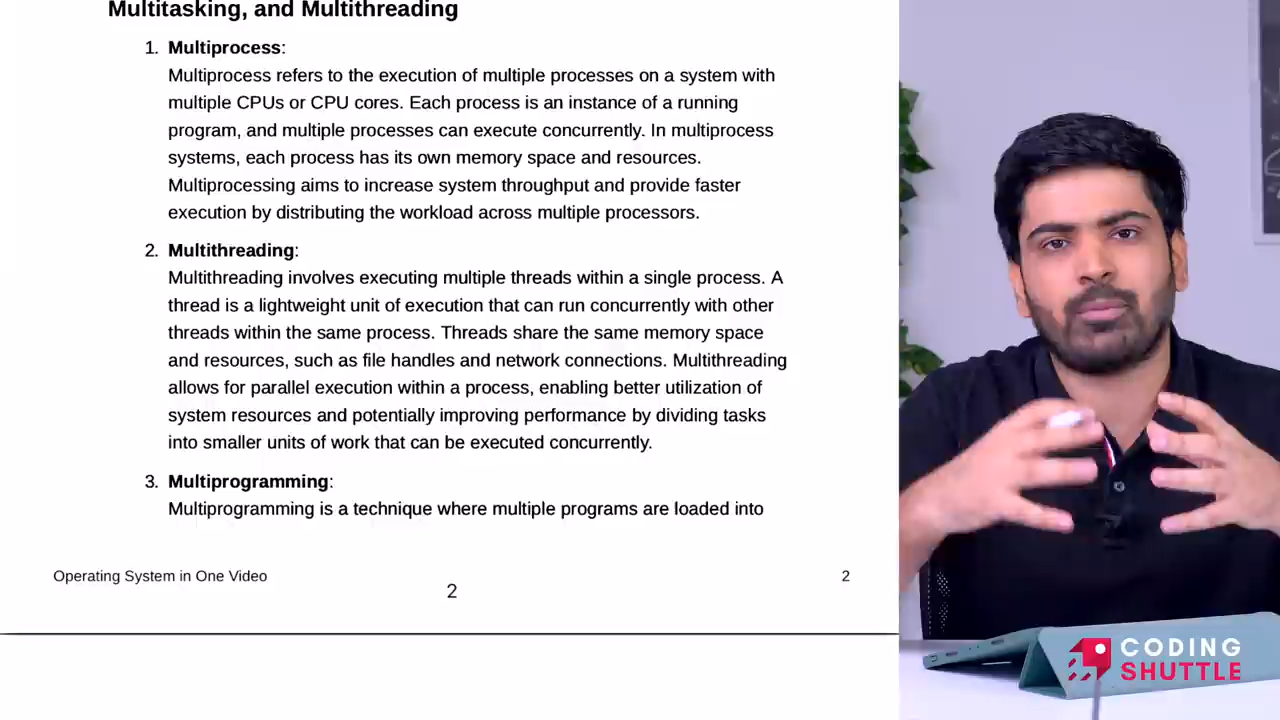 Multitasking, and Multithreading
1. Multiprocess:
Multiprocess refers to the execution of multiple processes on a system with
multiple CPUs or CPU cores. Each process is an instance of a running
program, and multiple processes can execute concurrently. In multiprocess
systems, each process has its own memory space and resources.
Multiprocessing aims to increase system throughput and provide faster
execution by distributing the workload across multiple processors.
2. Multithreading:
Multithreading involves executing multiple threads within a single process. A
thread is a lightweight unit of execution that can run concurrently with other
threads within the same process. Threads share the same memory space
and resources, such as file handles and network connections. Multithreading
allows for parallel execution within a process, enabling better utilization of
system resources and potentially improving performance by dividing tasks
into smaller units of work that can be executed concurrently.
3. Multiprogramming:
Multiprogramming is a technique where multiple programs are loaded into
Operating System in One Video
2
2
CODING
SHUTTLE